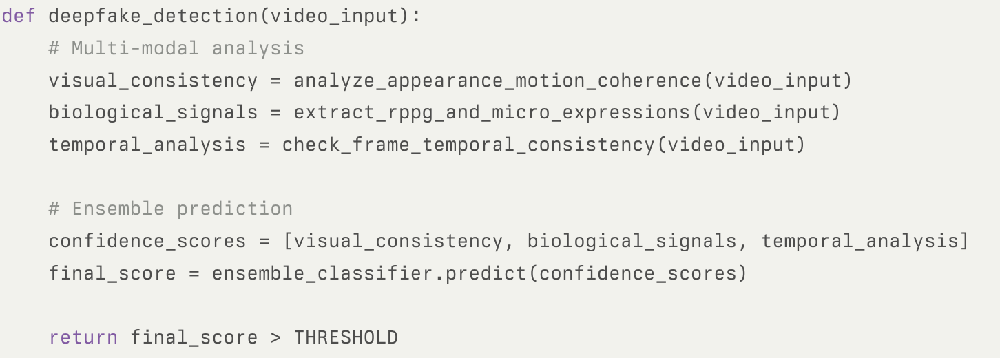 def deepfake_detection(video_input):
    # Multi-modal analysis
    visual_consistency = analyze_appearance_motion_coherence(video_input)
    biological_signals = extract_rppg_and_micro_expressions(video_input)
    temporal_analysis = check_frame_temporal_consistency(video_input)

    # Ensemble prediction
    confidence_scores = [visual_consistency, biological_signals, temporal_analysis]
    final_score = ensemble_classifier.predict(confidence_scores)

    return final_score > THRESHOLD